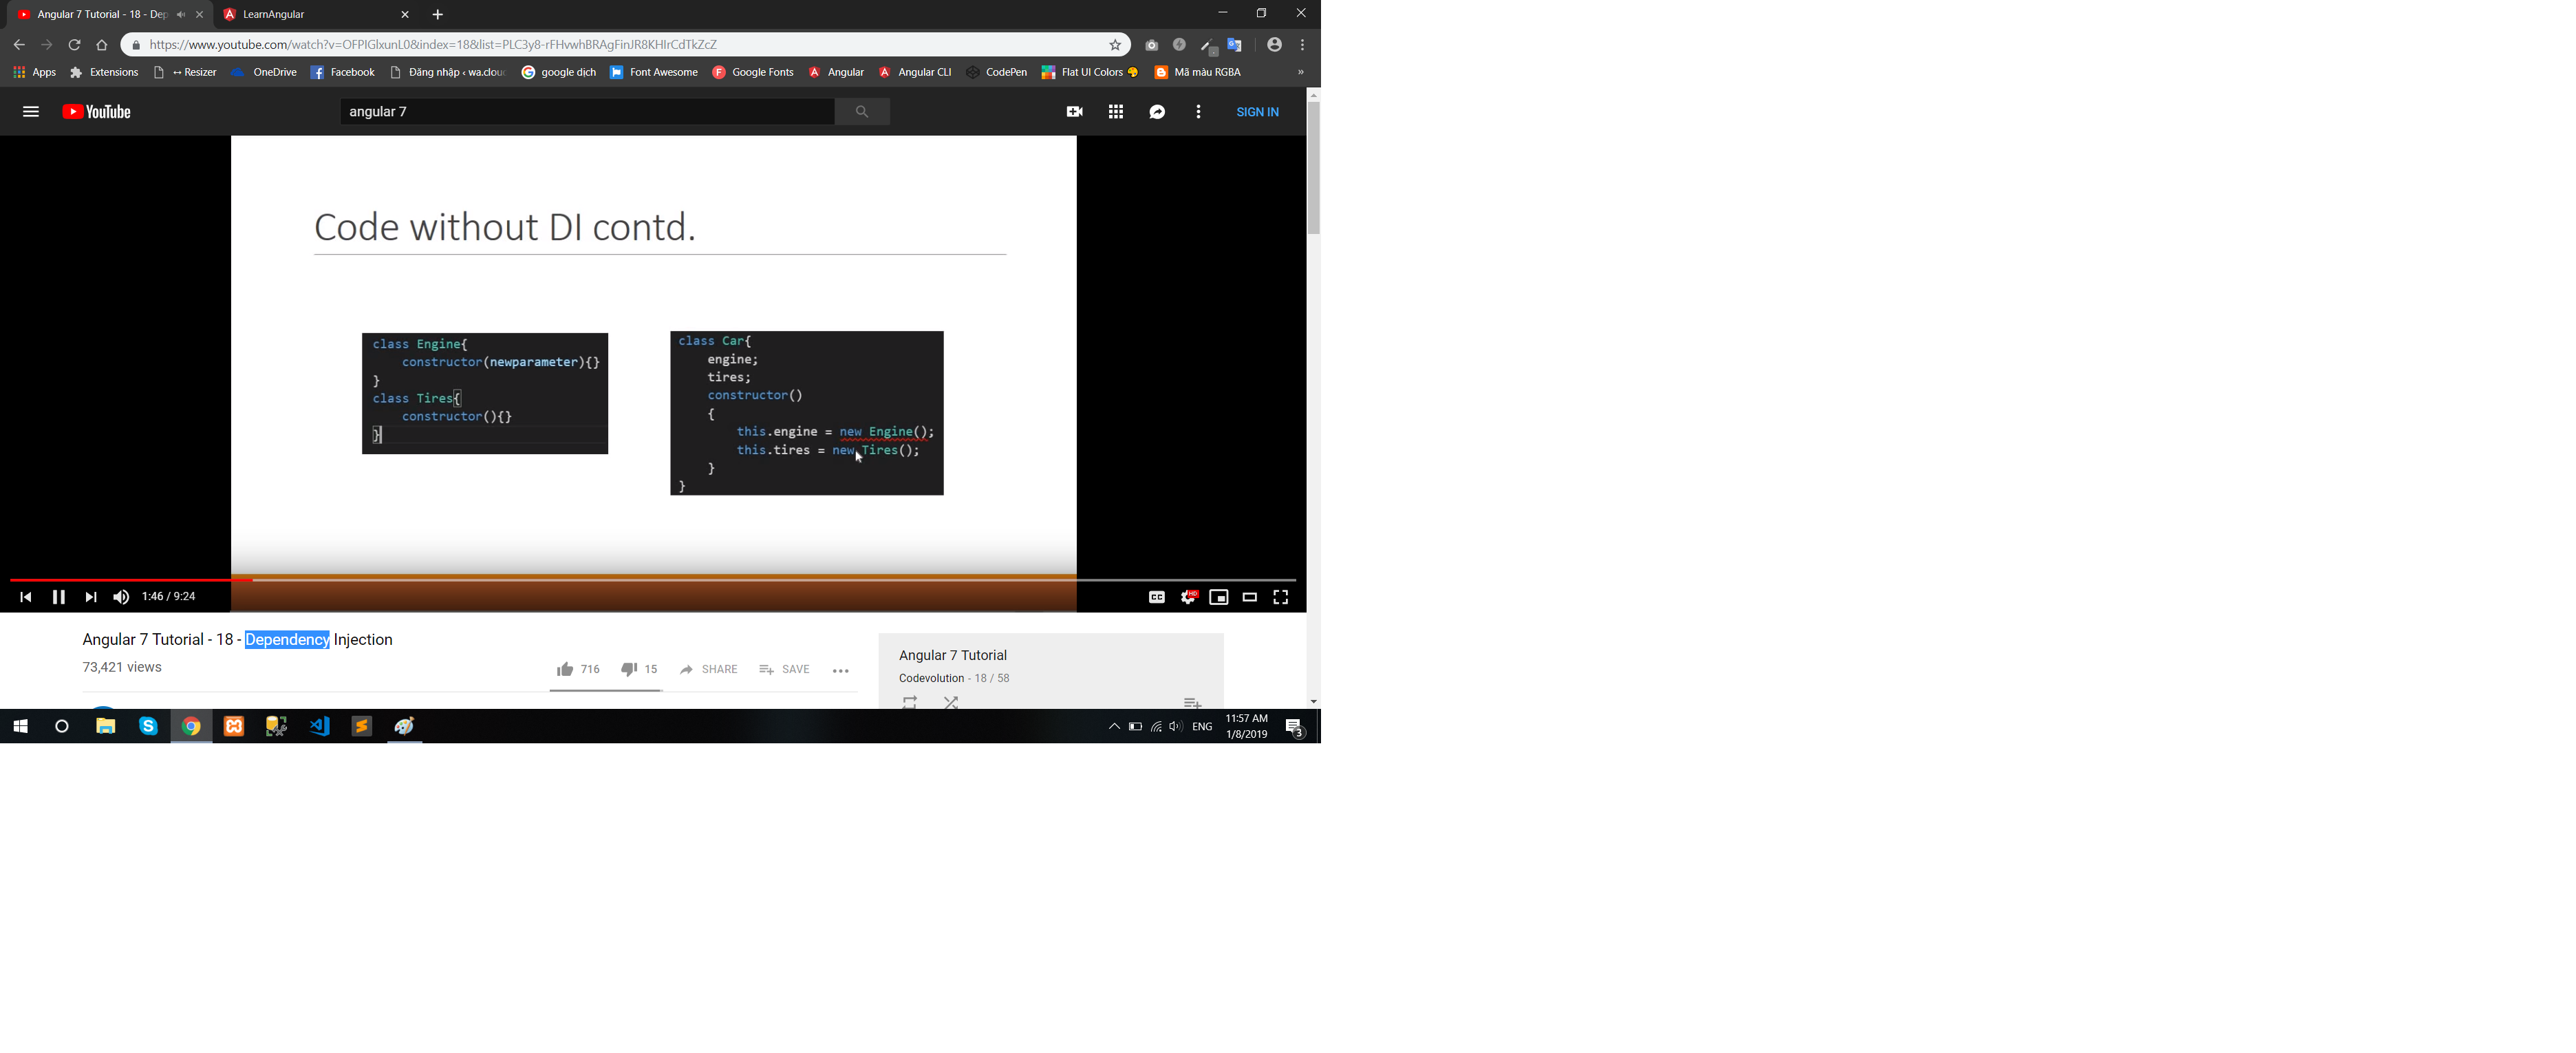 Angular 7 Tutorial - 18 - Dep
LearnAngular
https://www.youtube.com/watch?v=OFPIGlxunL0&index=18&list=PLC3y8-rFHvwhBRAgFinJR8KHIrCdTkZcZ
Apps Extensions ↔ Resizer OneDrive Facebook Đăng nhập ‹ wa.clou google dịch Font Awesome Google Fonts Angular Angular CLI CodePen Flat UI Colors Mã màu RGBA »
YouTube
angular 7
SIGN IN
Code without DI contd.
class Engine{
constructor(newparameter){}
}
class Tires{
constructor(){}
}
class Car{
engine;
tires;
constructor()
{
this.engine = new Engine();
this.tires = new Tires();
}
}
1:46 / 9:24
CC
HD
Angular 7 Tutorial - 18 - Dependency Injection
73,421 views
716 15 SHARE SAVE
Angular 7 Tutorial
Codevolution - 18 / 58
ENG
11:57 AM
1/8/2019
3